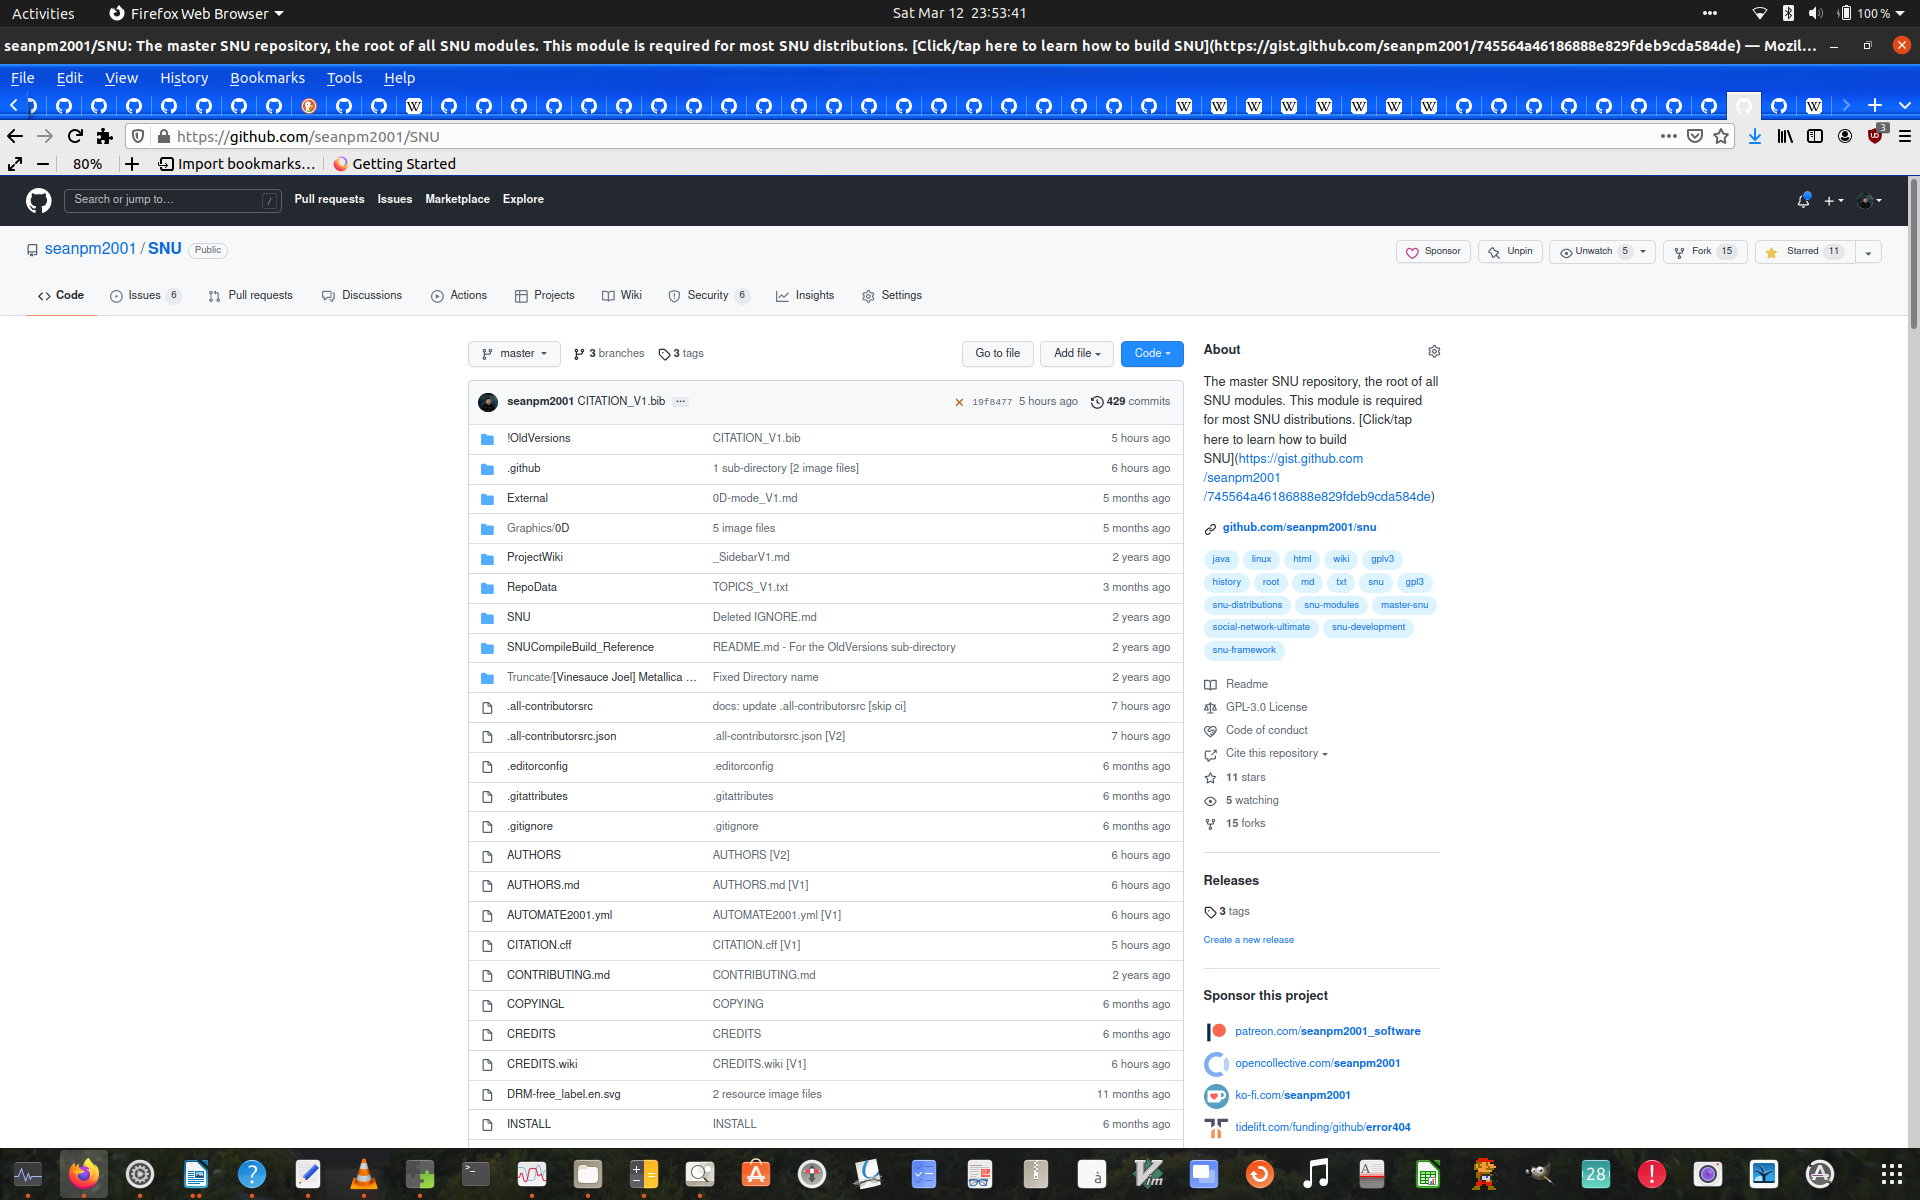 Activities
Firefox Web Browser
Sat Mar 12 23:53:41
100 %
seanpm2001/SNU: The master SNU repository, the root of all SNU modules. This module is required for most SNU distributions. [Click/tap here to learn how to build SNU](https://gist.github.com/seanpm2001/745564a46186888e829fdeb9cda584de) — Mozil…
File Edit View History Bookmarks Tools Help
https://github.com/seanpm2001/SNU
3
80%
Import bookmarks…
Getting Started
Search or jump to…
/
Pull requests Issues Marketplace Explore
seanpm2001 / SNU
Public
Sponsor
Unpin
Unwatch 5
Fork 15
Starred 11
Code
Issues 6
Pull requests
Discussions
Actions
Projects
Wiki
Security 6
Insights
Settings
master
3 branches
3 tags
Go to file
Add file
Code
seanpm2001 CITATION_V1.bib ···
19f8477 5 hours ago
429 commits
!OldVersions CITATION_V1.bib 5 hours ago
.github 1 sub-directory [2 image files] 6 hours ago
External 0D-mode_V1.md 5 months ago
Graphics/0D 5 image files 5 months ago
ProjectWiki _SidebarV1.md 2 years ago
RepoData TOPICS_V1.txt 3 months ago
SNU Deleted IGNORE.md 2 years ago
SNUCompileBuild_Reference README.md - For the OldVersions sub-directory 2 years ago
Truncate/[Vinesauce Joel] Metallica … Fixed Directory name 2 years ago
.all-contributorsrc docs: update .all-contributorsrc [skip ci] 7 hours ago
.all-contributorsrc.json .all-contributorsrc.json [V2] 7 hours ago
.editorconfig .editorconfig 6 months ago
.gitattributes .gitattributes 6 months ago
.gitignore .gitignore 6 months ago
AUTHORS AUTHORS [V2] 6 hours ago
AUTHORS.md AUTHORS.md [V1] 6 hours ago
AUTOMATE2001.yml AUTOMATE2001.yml [V1] 6 hours ago
CITATION.cff CITATION.cff [V1] 5 hours ago
CONTRIBUTING.md CONTRIBUTING.md 2 years ago
COPYINGL COPYING 6 months ago
CREDITS CREDITS 6 months ago
CREDITS.wiki CREDITS.wiki [V1] 6 hours ago
DRM-free_label.en.svg 2 resource image files 11 months ago
INSTALL INSTALL 6 months ago
About
The master SNU repository, the root of all
SNU modules. This module is required
for most SNU distributions. [Click/tap
here to learn how to build
SNU](https://gist.github.com
/seanpm2001
/745564a46186888e829fdeb9cda584de)
github.com/seanpm2001/snu
java linux html wiki gplv3
history root md txt snu gpl3
snu-distributions snu-modules master-snu
social-network-ultimate snu-development
snu-framework
Readme
GPL-3.0 License
Code of conduct
Cite this repository
11 stars
5 watching
15 forks
Releases
3 tags
Create a new release
Sponsor this project
patreon.com/seanpm2001_software
opencollective.com/seanpm2001
ko-fi.com/seanpm2001
tidelift.com/funding/github/error404
28